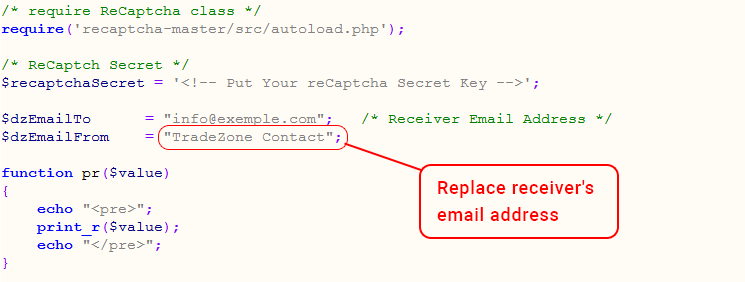 /* require ReCaptcha class */
require('recaptcha-master/src/autoload.php');
/* ReCaptch Secret */
$recaptchaSecret = '<!-- Put Your reCaptcha Secret Key -->';
$dzEmailTo     = "info@exemple.com";   /* Receiver Email Address */
$dzEmailFrom   = "TradeZone Contact";
function pr($value)
{
    echo "<pre>";
    print_r($value);
    echo "</pre>";
}
Replace receiver's
email address